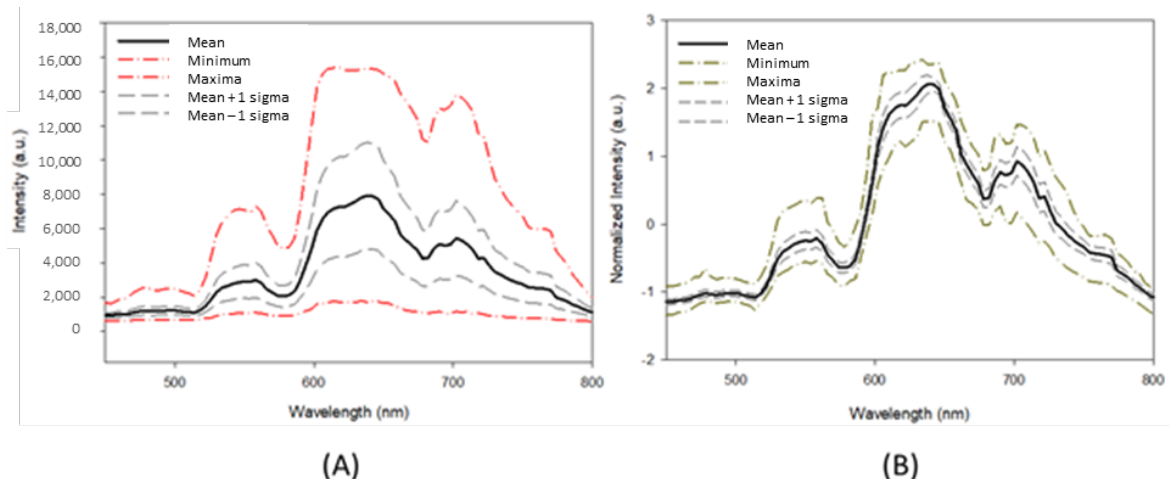 18,000
16,000
14,000
12,000
10,000
8,000
6,000
4,000
2,000
0
Intensity (a.u.)
Mean
Minimum
Maxima
Mean +1 sigma
Mean –1 sigma
500
600
700
800
Wavelength (nm)
(A)
3
2
1
0
-1
-2
Normalized Intensity (a.u.)
Mean
Minimum
Maxima
Mean +1 sigma
Mean –1 sigma
500
600
700
800
Wavelength (nm)
(B)